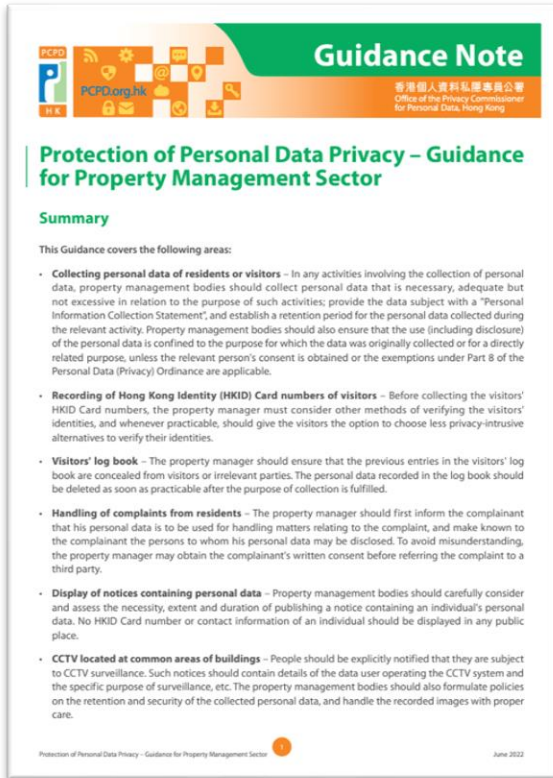 PCPD
HK
PCPD.org.hk
Guidance Note
香港個人資料私隱專員公署
Office of the Privacy Commissioner
for Personal Data, Hong Kong
Protection of Personal Data Privacy – Guidance
for Property Management Sector
Summary
This Guidance covers the following areas:
• Collecting personal data of residents or visitors – In any activities involving the collection of personal
data, property management bodies should collect personal data that is necessary, adequate but
not excessive in relation to the purpose of such activities; provide the data subject with a "Personal
Information Collection Statement", and establish a retention period for the personal data collected during
the relevant activity. Property management bodies should also ensure that the use (including disclosure)
of the personal data is confined to the purpose for which the data was originally collected or for a directly
related purpose, unless the relevant person's consent is obtained or the exemptions under Part 8 of the
Personal Data (Privacy) Ordinance are applicable.
• Recording of Hong Kong Identity (HKID) Card numbers of visitors – Before collecting the visitors'
HKID Card numbers, the property manager must consider other methods of verifying the visitors'
identities, and whenever practicable, should give the visitors the option to choose less privacy-intrusive
alternatives to verify their identities.
• Visitors' log book – The property manager should ensure that the previous entries in the visitors' log
book are concealed from visitors or irrelevant parties. The personal data recorded in the log book should
be deleted as soon as practicable after the purpose of collection is fulfilled.
• Handling of complaints from residents – The property manager should first inform the complainant
that his personal data is to be used for handling matters relating to the complaint, and make known to
the complainant the persons to whom his personal data may be disclosed. To avoid misunderstanding,
the property manager may obtain the complainant's written consent before referring the complaint to a
third party.
• Display of notices containing personal data – Property management bodies should carefully consider
and assess the necessity, extent and duration of publishing a notice containing an individual's personal
data. No HKID Card number or contact information of an individual should be displayed in any public
place.
• CCTV located at common areas of buildings – People should be explicitly notified that they are subject
to CCTV surveillance. Such notices should contain details of the data user operating the CCTV system and
the specific purpose of surveillance, etc. The property management bodies should also formulate policies
on the retention and security of the collected personal data, and handle the recorded images with proper
care.
Protection of Personal Data Privacy – Guidance for Property Management Sector
1
June 2022